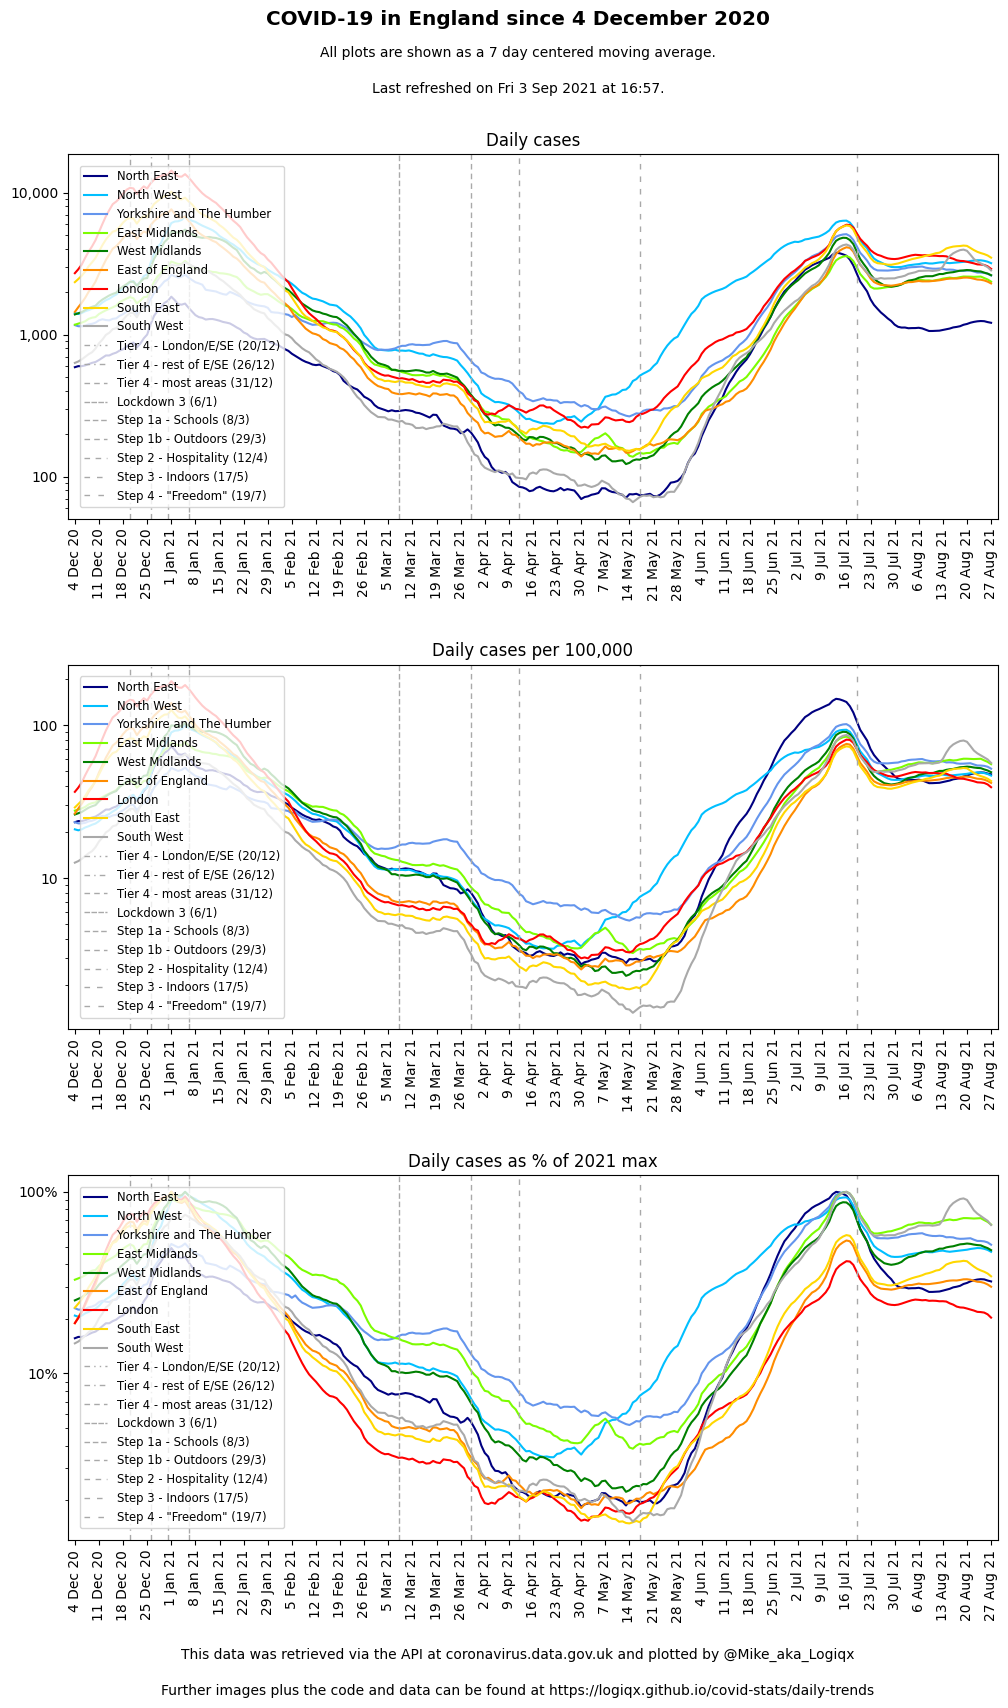 COVID-19 in England since 4 December 2020
All plots are shown as a 7 day centered moving average.
Last refreshed on Fri 3 Sep 2021 at 16:57.
Daily cases
10,000
1,000
100
North East
North West
Yorkshire and The Humber
East Midlands
West Midlands
East of England
London
South East
South West
Tier 4 - London/E/SE (20/12)
Tier 4 - rest of E/SE (26/12)
Tier 4 - most areas (31/12)
Lockdown 3 (6/1)
Step 1a - Schools (8/3)
Step 1b - Outdoors (29/3)
Step 2 - Hospitality (12/4)
Step 3 - Indoors (17/5)
Step 4 - "Freedom" (19/7)
4 Dec 20
11 Dec 20
18 Dec 20
25 Dec 20
1 Jan 21
8 Jan 21
15 Jan 21
22 Jan 21
29 Jan 21
5 Feb 21
12 Feb 21
19 Feb 21
26 Feb 21
5 Mar 21
12 Mar 21
19 Mar 21
26 Mar 21
2 Apr 21
9 Apr 21
16 Apr 21
23 Apr 21
30 Apr 21
7 May 21
14 May 21
21 May 21
28 May 21
4 Jun 21
11 Jun 21
18 Jun 21
25 Jun 21
2 Jul 21
9 Jul 21
16 Jul 21
23 Jul 21
30 Jul 21
6 Aug 21
13 Aug 21
20 Aug 21
27 Aug 21
Daily cases per 100,000
100
10
North East
North West
Yorkshire and The Humber
East Midlands
West Midlands
East of England
London
South East
South West
Tier 4 - London/E/SE (20/12)
Tier 4 - rest of E/SE (26/12)
Tier 4 - most areas (31/12)
Lockdown 3 (6/1)
Step 1a - Schools (8/3)
Step 1b - Outdoors (29/3)
Step 2 - Hospitality (12/4)
Step 3 - Indoors (17/5)
Step 4 - "Freedom" (19/7)
4 Dec 20
11 Dec 20
18 Dec 20
25 Dec 20
1 Jan 21
8 Jan 21
15 Jan 21
22 Jan 21
29 Jan 21
5 Feb 21
12 Feb 21
19 Feb 21
26 Feb 21
5 Mar 21
12 Mar 21
19 Mar 21
26 Mar 21
2 Apr 21
9 Apr 21
16 Apr 21
23 Apr 21
30 Apr 21
7 May 21
14 May 21
21 May 21
28 May 21
4 Jun 21
11 Jun 21
18 Jun 21
25 Jun 21
2 Jul 21
9 Jul 21
16 Jul 21
23 Jul 21
30 Jul 21
6 Aug 21
13 Aug 21
20 Aug 21
27 Aug 21
Daily cases as % of 2021 max
100%
10%
North East
North West
Yorkshire and The Humber
East Midlands
West Midlands
East of England
London
South East
South West
Tier 4 - London/E/SE (20/12)
Tier 4 - rest of E/SE (26/12)
Tier 4 - most areas (31/12)
Lockdown 3 (6/1)
Step 1a - Schools (8/3)
Step 1b - Outdoors (29/3)
Step 2 - Hospitality (12/4)
Step 3 - Indoors (17/5)
Step 4 - "Freedom" (19/7)
4 Dec 20
11 Dec 20
18 Dec 20
25 Dec 20
1 Jan 21
8 Jan 21
15 Jan 21
22 Jan 21
29 Jan 21
5 Feb 21
12 Feb 21
19 Feb 21
26 Feb 21
5 Mar 21
12 Mar 21
19 Mar 21
26 Mar 21
2 Apr 21
9 Apr 21
16 Apr 21
23 Apr 21
30 Apr 21
7 May 21
14 May 21
21 May 21
28 May 21
4 Jun 21
11 Jun 21
18 Jun 21
25 Jun 21
2 Jul 21
9 Jul 21
16 Jul 21
23 Jul 21
30 Jul 21
6 Aug 21
13 Aug 21
20 Aug 21
27 Aug 21
This data was retrieved via the API at coronavirus.data.gov.uk and plotted by @Mike_aka_Logiqx
Further images plus the code and data can be found at https://logiqx.github.io/covid-stats/daily-trends